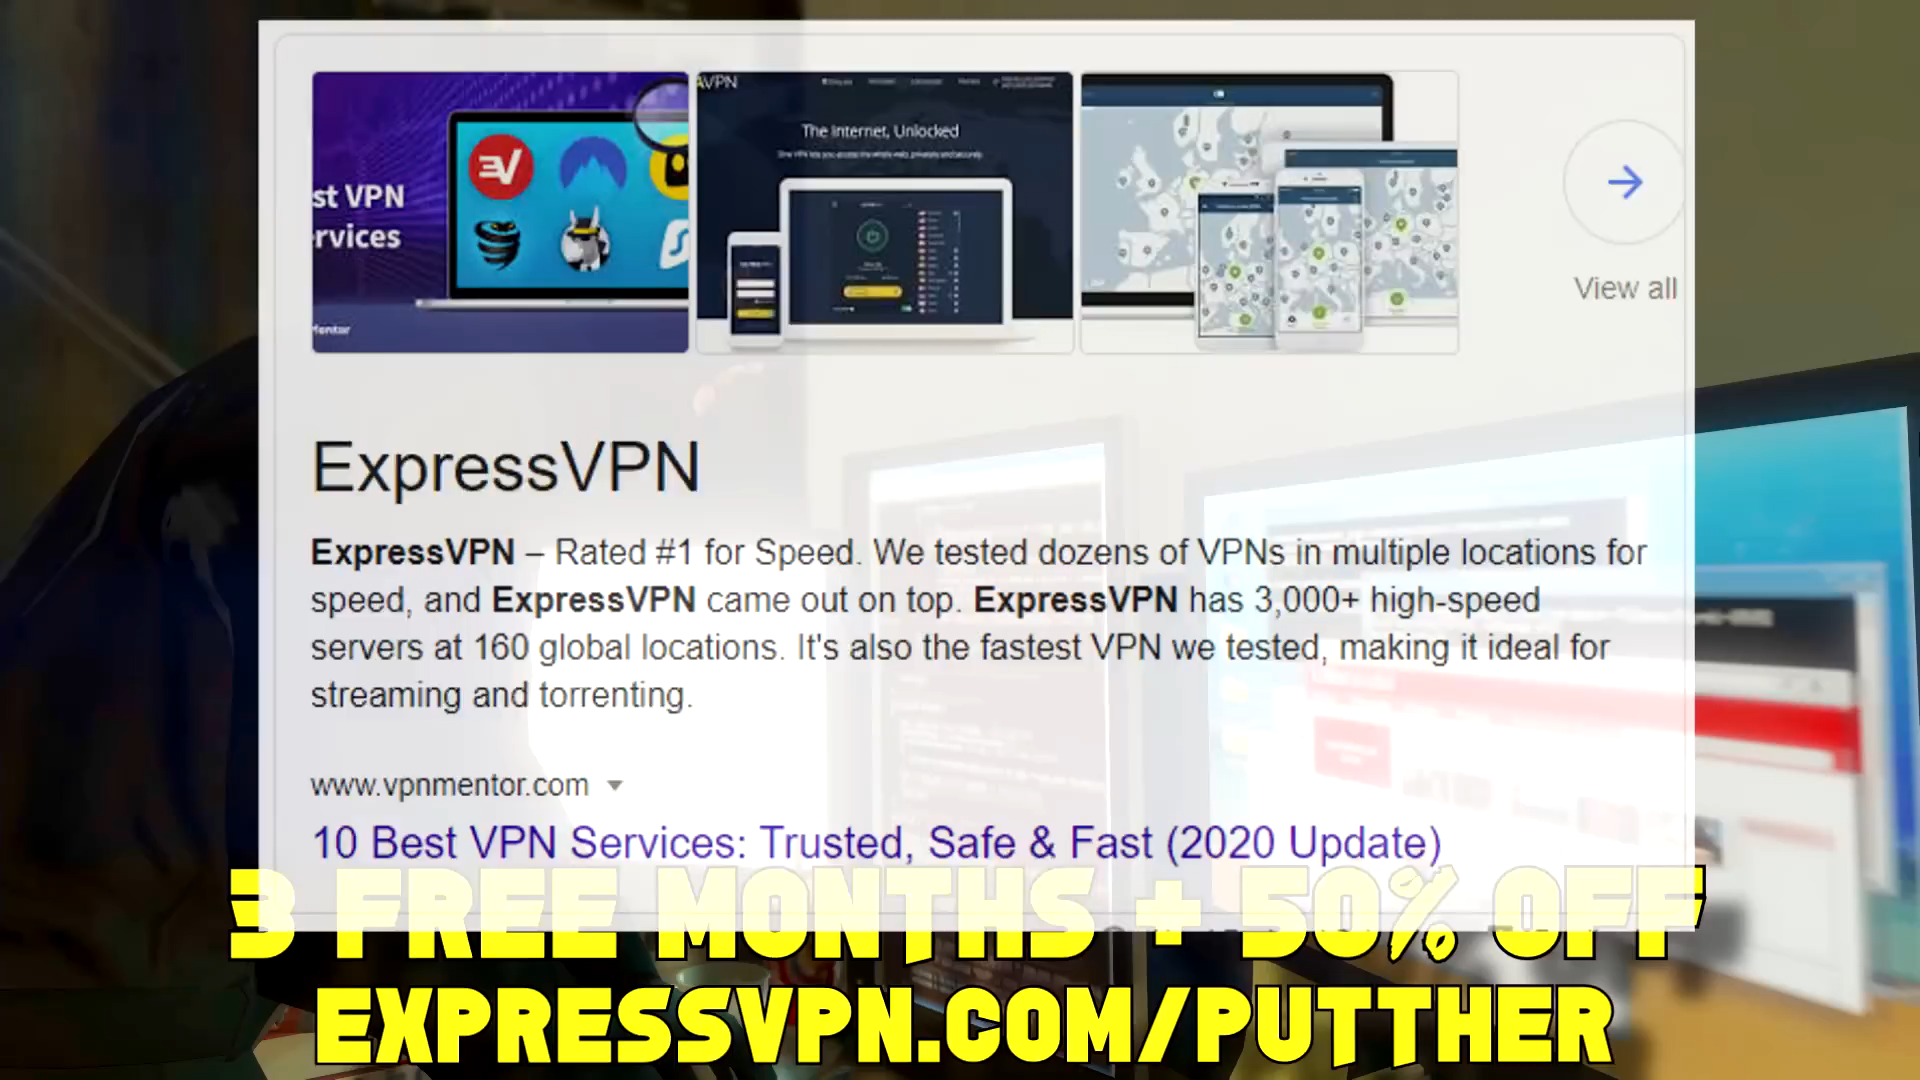 st VPN
rvices
Mentor
VPN
The Internet, Unlocked
View all
ExpressVPN
ExpressVPN – Rated #1 for Speed. We tested dozens of VPNs in multiple locations for
speed, and ExpressVPN came out on top. ExpressVPN has 3,000+ high-speed
servers at 160 global locations. It's also the fastest VPN we tested, making it ideal for
streaming and torrenting.
www.vpnmentor.com
10 Best VPN Services: Trusted, Safe & Fast (2020 Update)
3 FREE MONTHS + 50% OFF
EXPRESSVPN.COM/PUTTHER